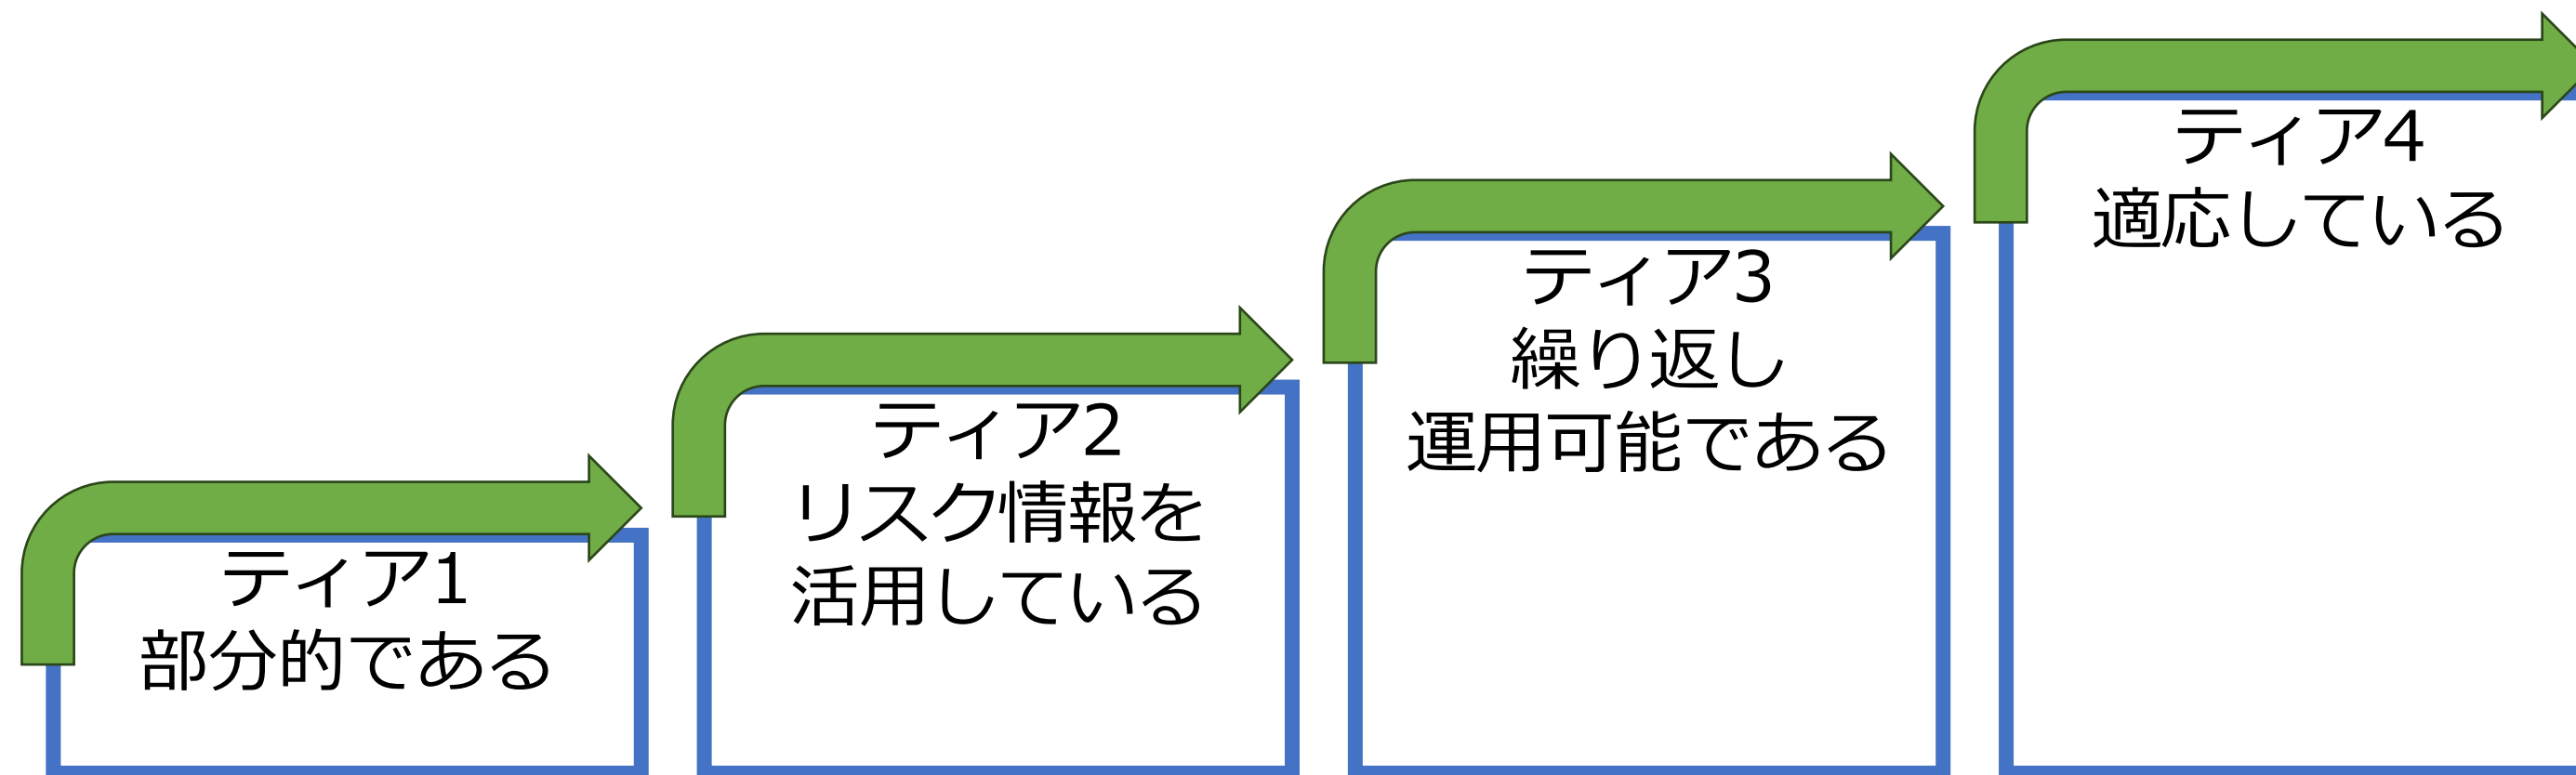 ティア1
部分的である
ティア2
リスク情報を
活用している
ティア3
繰り返し
運用可能である
ティア4
適応している